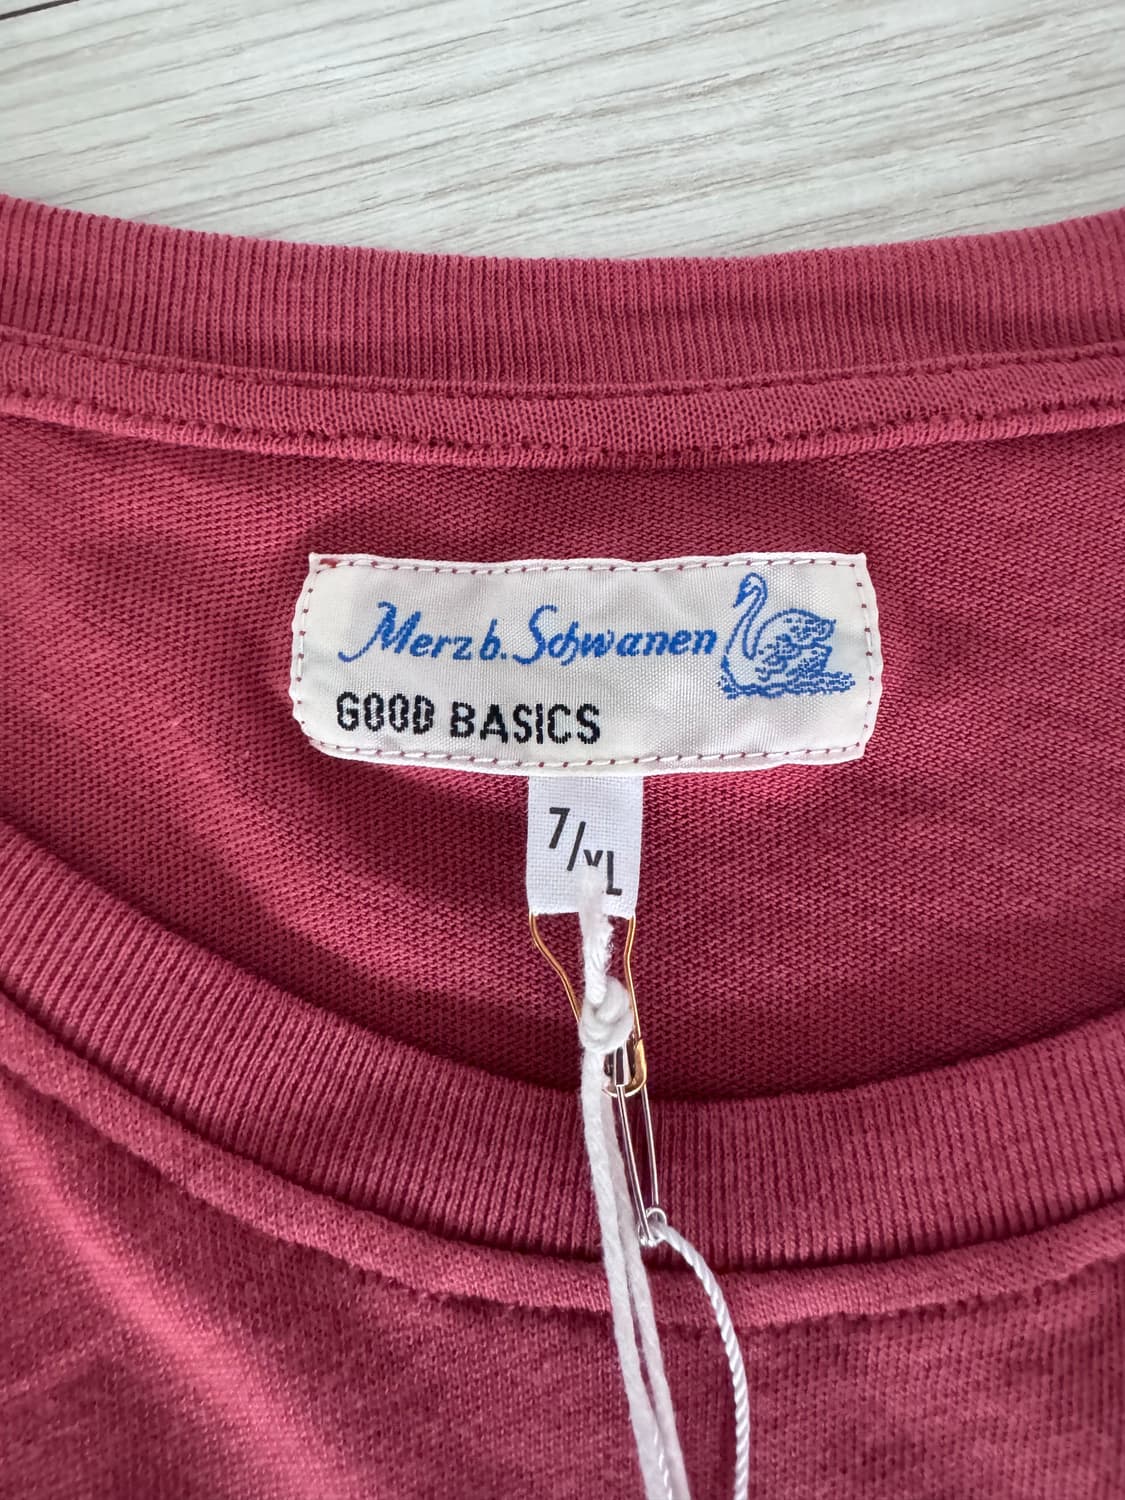 Merz b. Schwanen
GOOD BASICS
7/XL